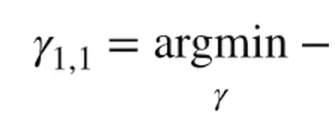 γ₁,₁ = argmin −
γ